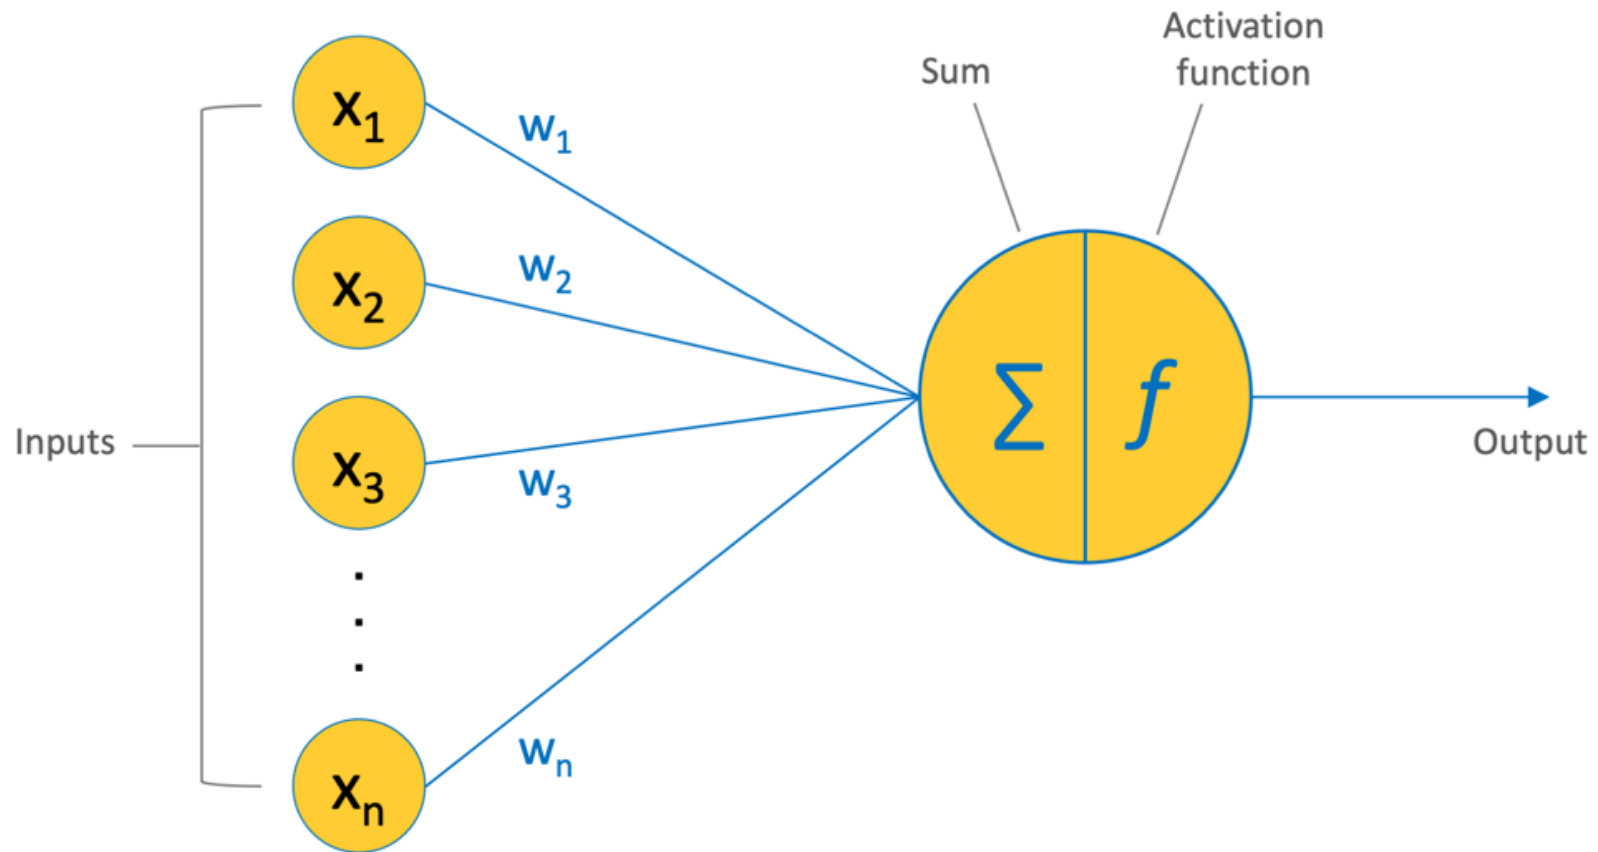 Activation
function
Sum
x₁
w₁
x₂
w₂
x₃
w₃
Inputs
.
.
.
xₙ
wₙ
∑
f
Output